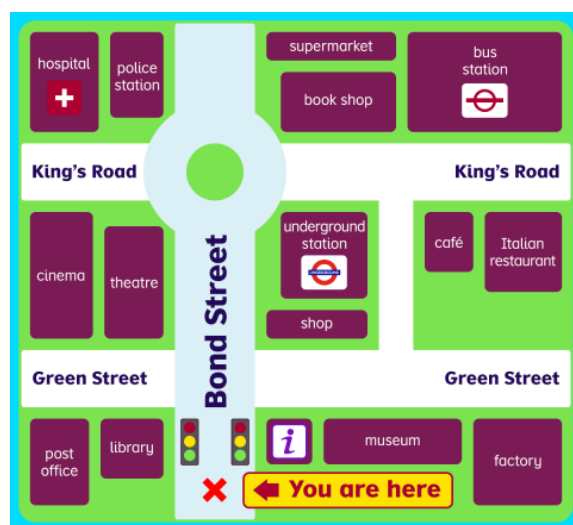 hospital
police
station
supermarket
book shop
bus
station
King's Road
King's Road
cinema
theatre
Bond Street
underground
station
UNDERGROUND
shop
café
Italian
restaurant
Green Street
Green Street
post
office
library
i
museum
factory
You are here